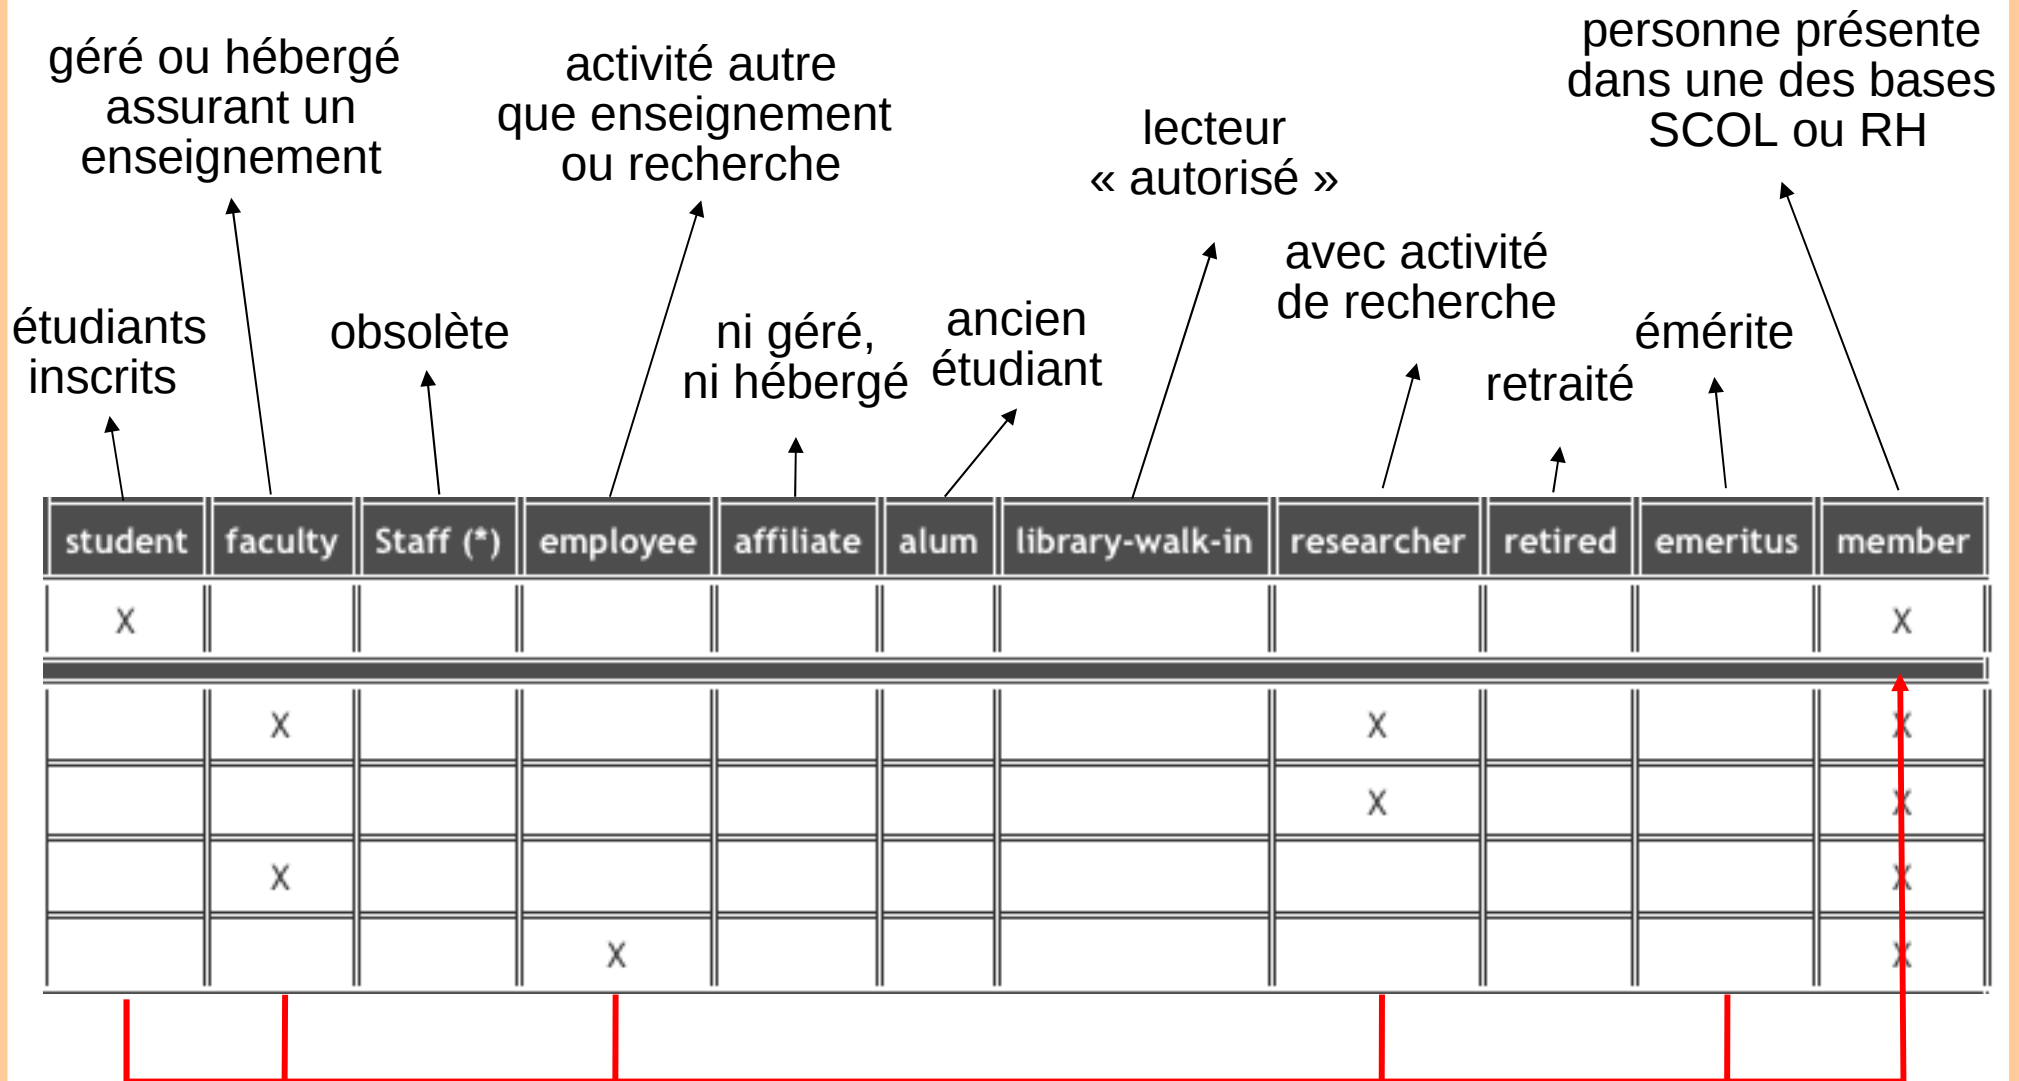 géré ou hébergé
assurant un
enseignement
activité autre
que enseignement
ou recherche
lecteur
« autorisé »
personne présente
dans une des bases
SCOL ou RH
étudiants
inscrits
obsolète
ni géré,
ni hébergé
ancien
étudiant
avec activité
de recherche
retraité
émérite
student faculty Staff (*) employee affiliate alum library-walk-in researcher retired emeritus member
X X
X X X
X X
X X
X X